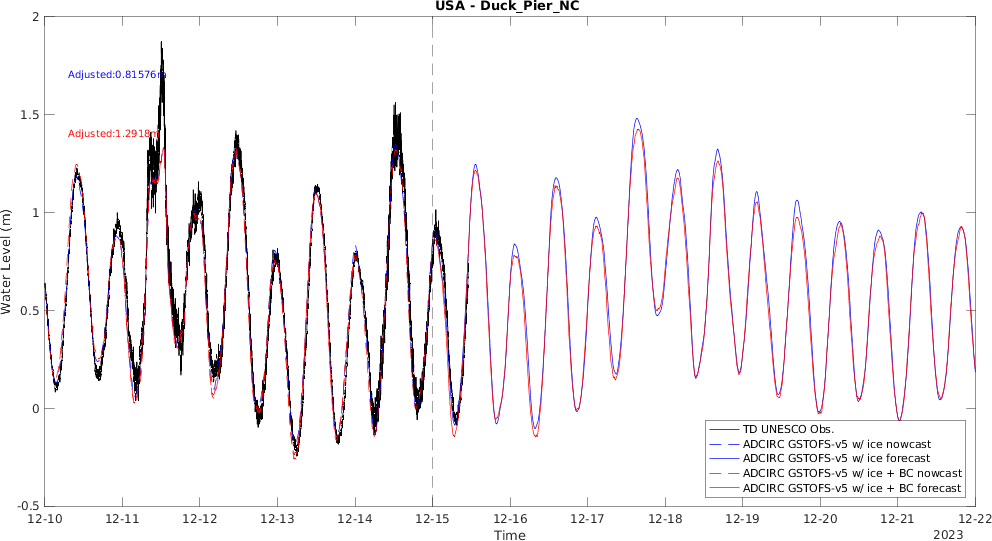 USA - Duck_Pier_NC
Water Level (m)
2
1.5
1
0.5
0
-0.5
Adjusted:0.81576m
Adjusted:1.2918m
TD UNESCO Obs.
ADCIRC GSTOFS-v5 w/ ice nowcast
ADCIRC GSTOFS-v5 w/ ice forecast
ADCIRC GSTOFS-v5 w/ ice + BC nowcast
ADCIRC GSTOFS-v5 w/ ice + BC forecast
12-10 12-11 12-12 12-13 12-14 12-15 12-16 12-17 12-18 12-19 12-20 12-21 12-22
Time
2023